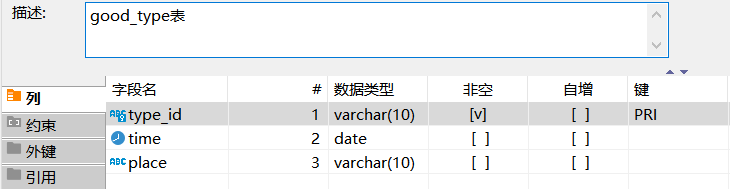 描述: good_type表
字段名 # 数据类型 非空 自增 键
列
type_id 1 varchar(10) [v] [ ] PRI
约束
time 2 date [ ] [ ]
外键
place 3 varchar(10) [ ] [ ]
引用